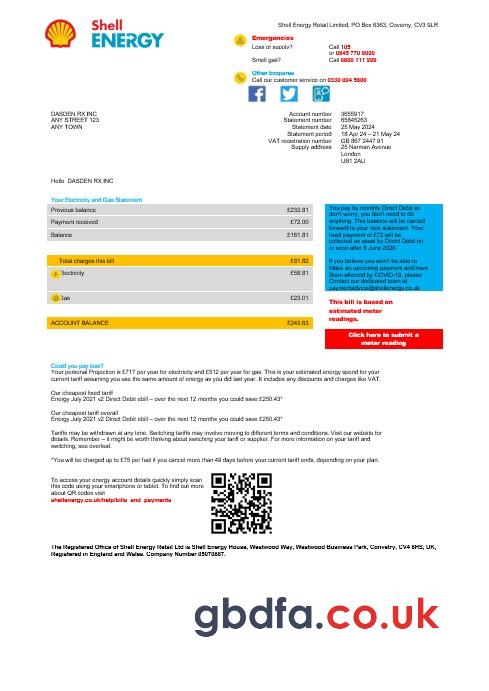 Shell
ENERGY
Shell Energy Retail Limited, PO Box 6363, Coverny, CV3 9LR
Emergencies
Loss of supply? Call 105
or 0845 770 8090
Smell gas? Call 0800 111 999
Other Enquires
Call our customer service on 0330 094 5800
DASDEN RX INC
ANY STREET 123
ANY TOWN
Account number 3655917
Statement number 65845263
Statement date 25 May 2024
Statement period 18 Apr 24 – 21 May 24
VAT registration number GB 867 2447 91
Supply address 25 Narman Avenue
London
UB1 2AU
Hello DASDEN RX INC
Your Electricity and Gas Statement
Previous balance £233.81
Payment received £72.00
Balance £161.81
Total charges this bill £81.82
Electricity £58.81
Gas £23.01
ACCOUNT BALANCE £243.63
You pay by monthly Direct Debit so
don't worry, you don't need to do
anything. This balance will be carried
forward to your next statement. Your
fixed payment of £72 will be
collected as usual by Direct Debit on
or soon after 8 June 2020.
If you believe you won't be able to
Make an upcoming payment and have
Been affected by COVID-19, please
Contact our dedicated team at
paymentadvice@shellenergy.co.uk
This bill is based on
estimated meter
readings.
Click here to submit a
meter reading
Could you pay less?
Your personal Projection is £717 per year for electricity and £512 per year for gas. This is your estimated energy spend for your
current tariff assuming you use the same amount of energy as you did last year. It includes any discounts and charges like VAT.
Our cheapest fixed tariff
Energy July 2021 v2 Direct Debit ebill – over the next 12 months you could save £250.43*
Our cheapest tariff overall
Energy July 2021 v2 Direct Debit ebill – over the next 12 months you could save £250.43*
Tariffs may be withdrawn at any time. Switching tariffs may involve moving to different terms and conditions. Visit our website for
details. Remember – it might be worth thinking about switching your tariff or supplier. For more information on your tariff and
switching, see overleaf.
*You will be charged up to £75 per fuel if you cancel more than 49 days before your current tariff ends, depending on your plan.
To access your energy account details quickly simply scan
this code using your smartphone or tablet. To find out more
about QR codes visit
shellenergy.co.uk/help/bills_and_payments
The Registered Office of Shell Energy Retail Ltd is Shell Energy House, Westwood Way, Westwood Business Park, Convetry, CV4 8HS, UK,
Registered in England and Wales. Company Number 05070887.
gbdfa.co.uk